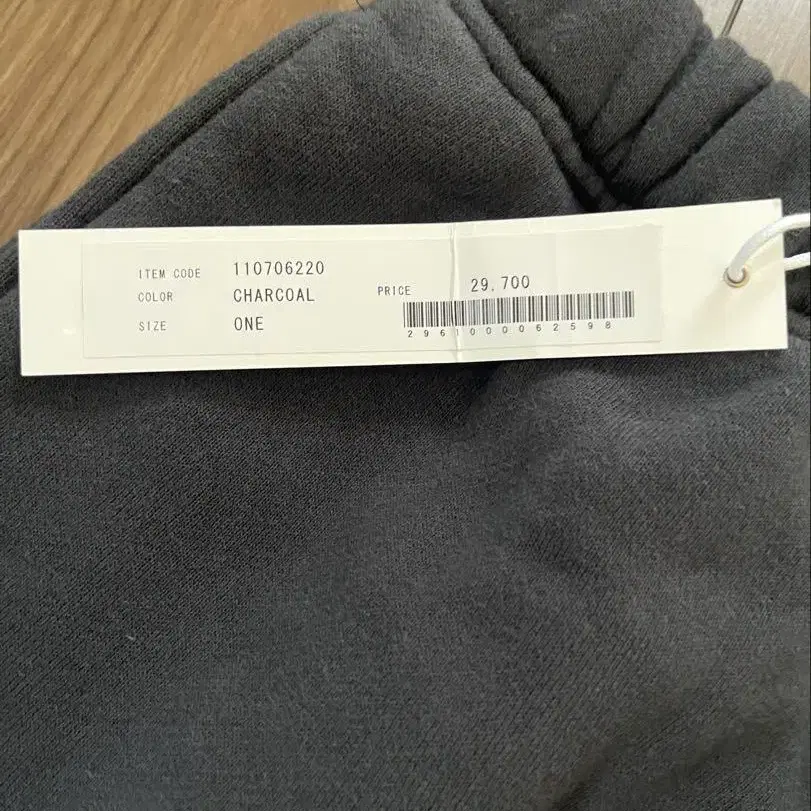 ITEM CODE 110706220
COLOR CHARCOAL
SIZE ONE
PRICE 29.700
2961000062598